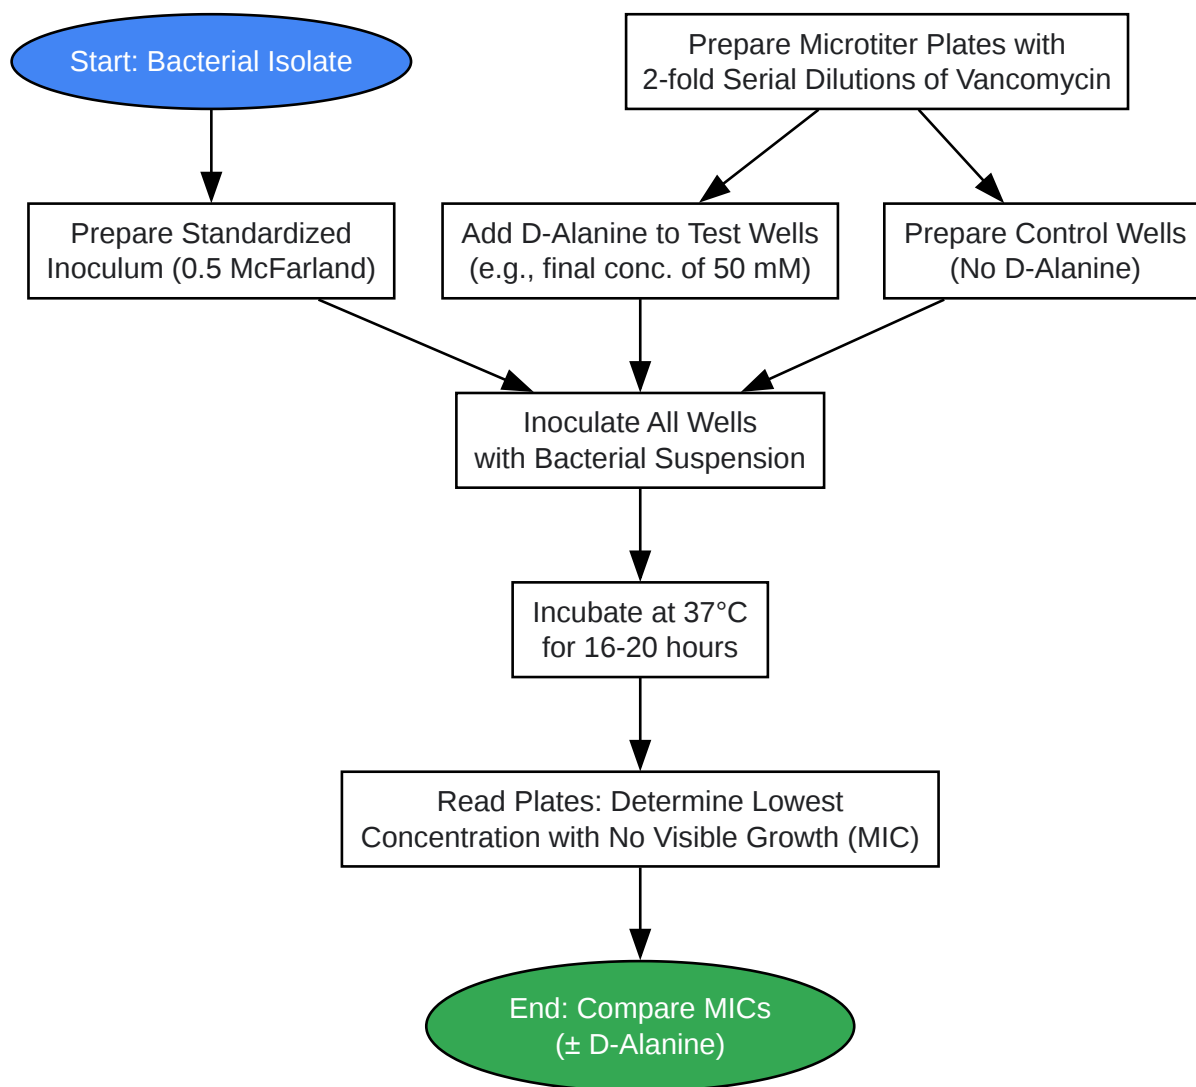 Start: Bacterial Isolate
Prepare Microtiter Plates with
2-fold Serial Dilutions of Vancomycin
Prepare Standardized
Inoculum (0.5 McFarland)
Add D-Alanine to Test Wells
(e.g., final conc. of 50 mM)
Prepare Control Wells
(No D-Alanine)
Inoculate All Wells
with Bacterial Suspension
Incubate at 37°C
for 16-20 hours
Read Plates: Determine Lowest
Concentration with No Visible Growth (MIC)
End: Compare MICs
(± D-Alanine)